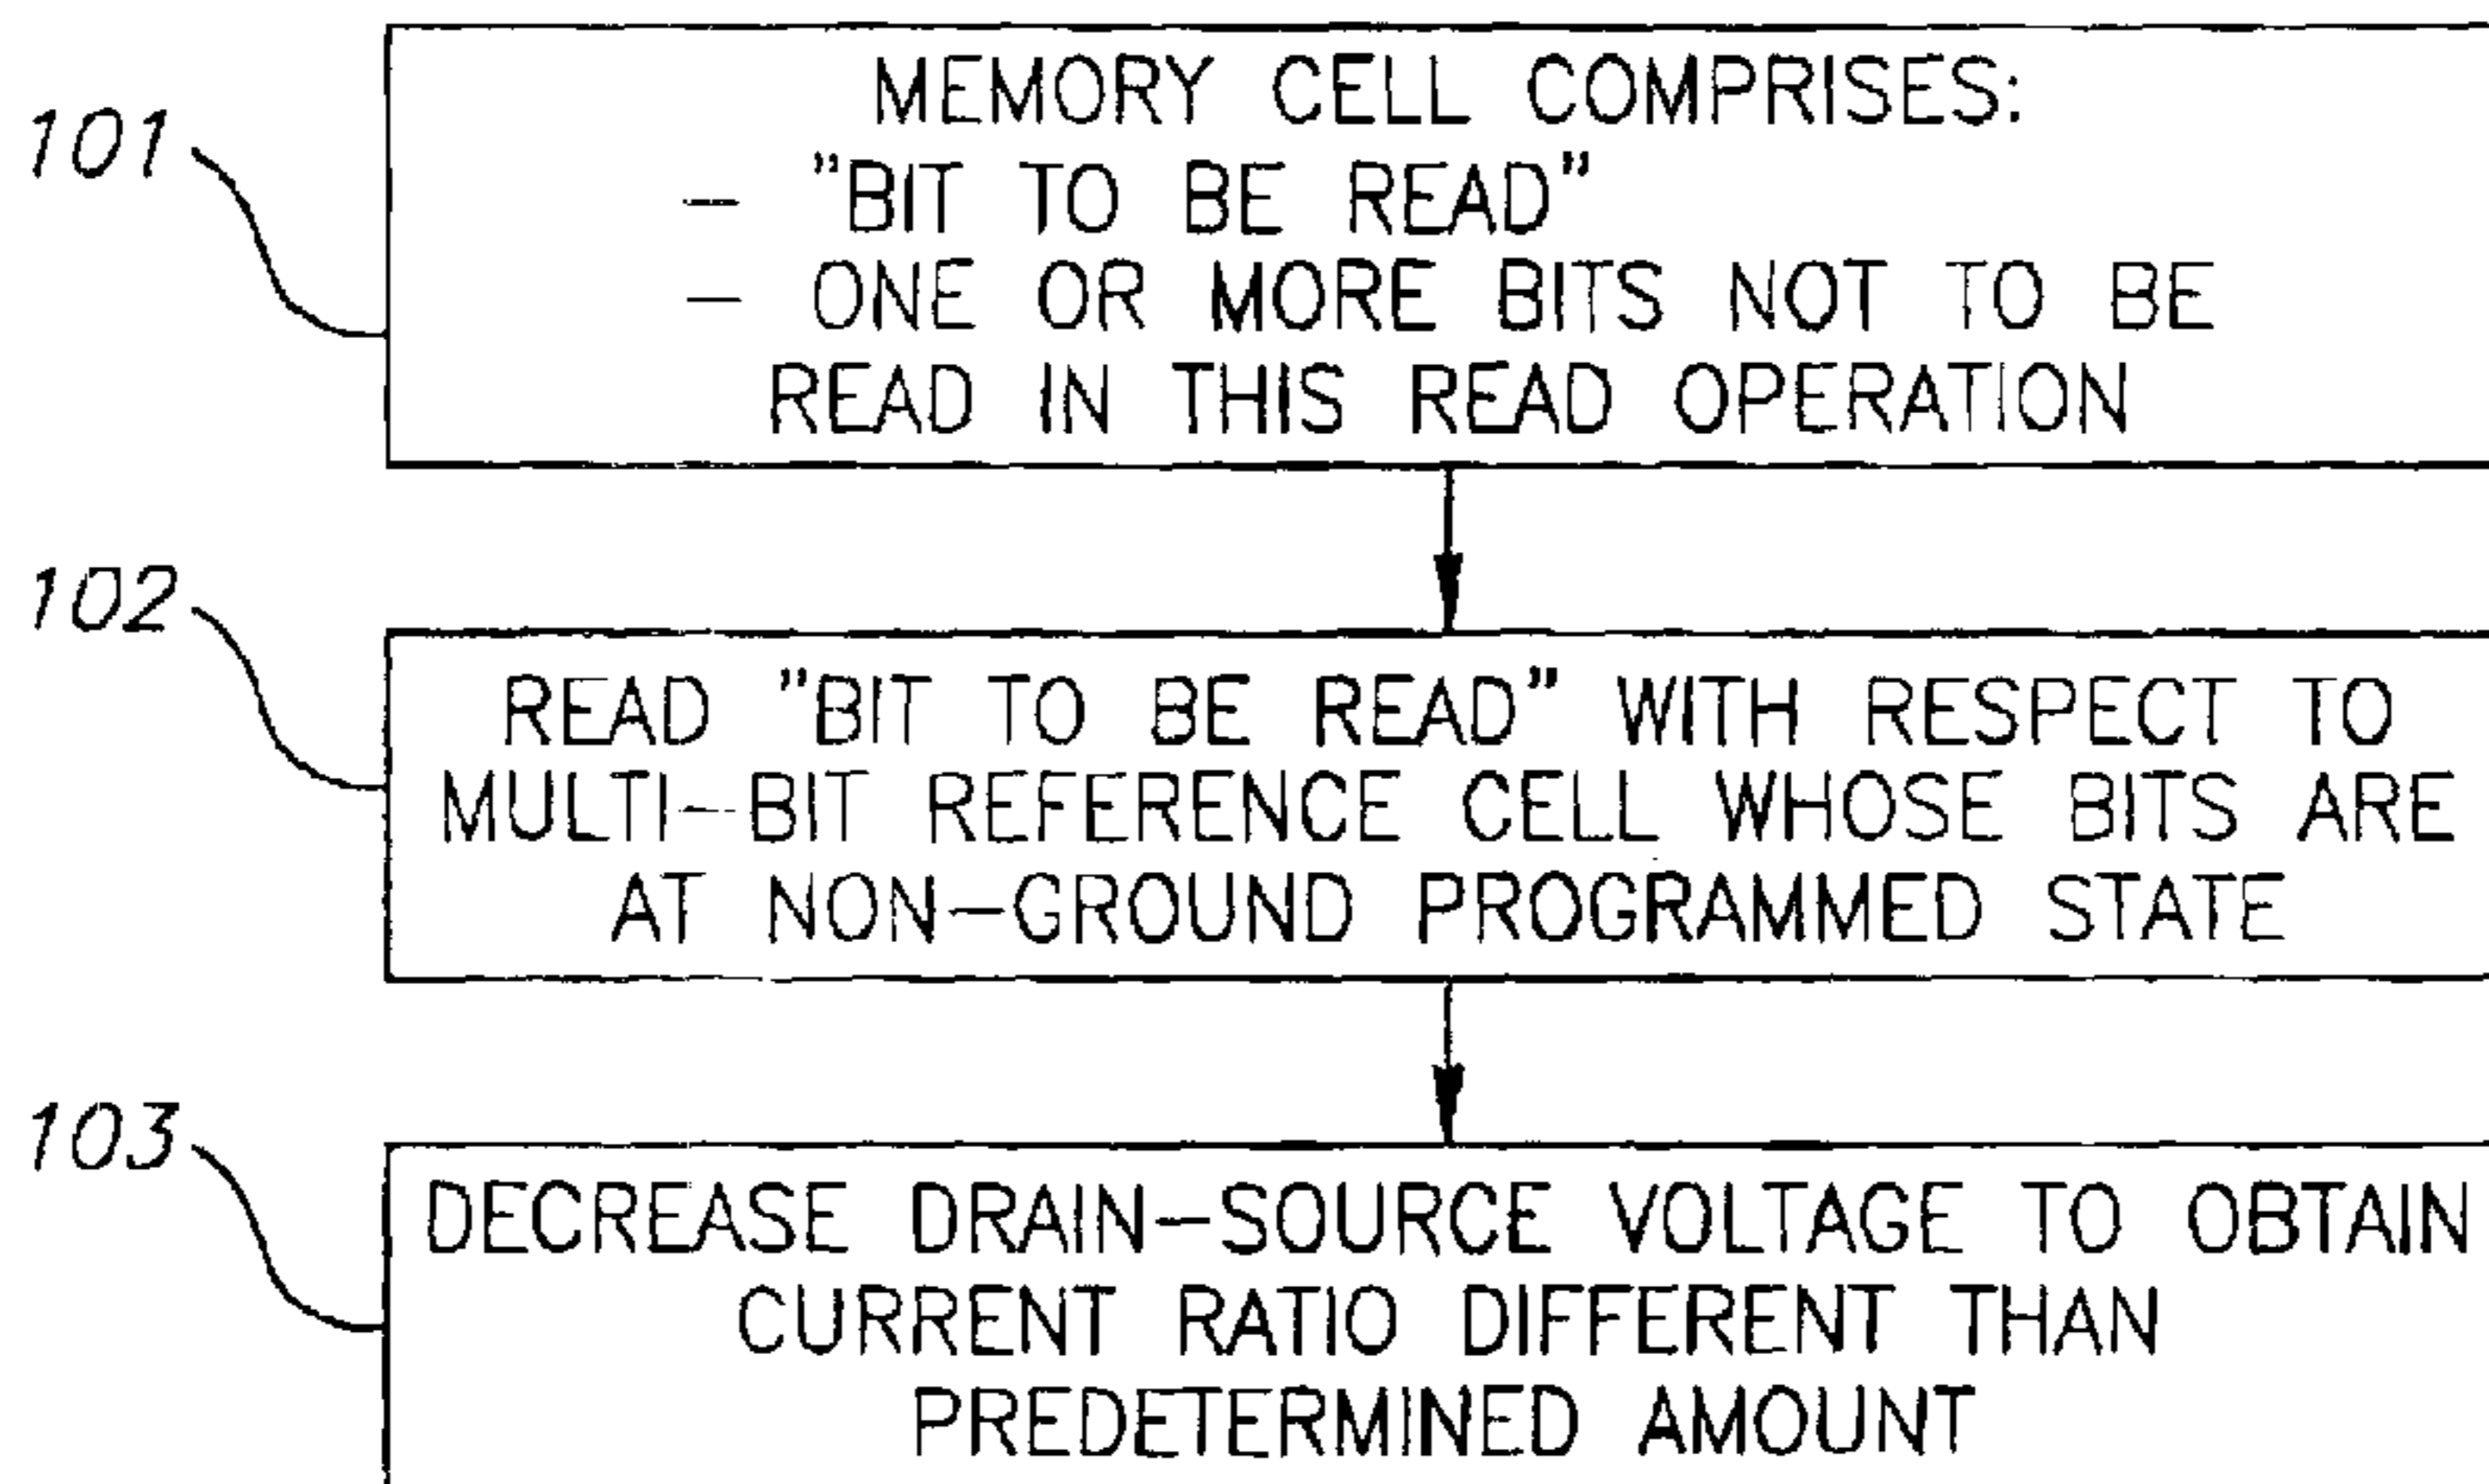 101
MEMORY CELL COMPRISES:
– "BIT TO BE READ"
– ONE OR MORE BITS NOT TO BE
READ IN THIS READ OPERATION
102
READ "BIT TO BE READ" WITH RESPECT TO
MULTI–BIT REFERENCE CELL WHOSE BITS ARE
AT NON–GROUND PROGRAMMED STATE
103
DECREASE DRAIN–SOURCE VOLTAGE TO OBTAIN
CURRENT RATIO DIFFERENT THAN
PREDETERMINED AMOUNT